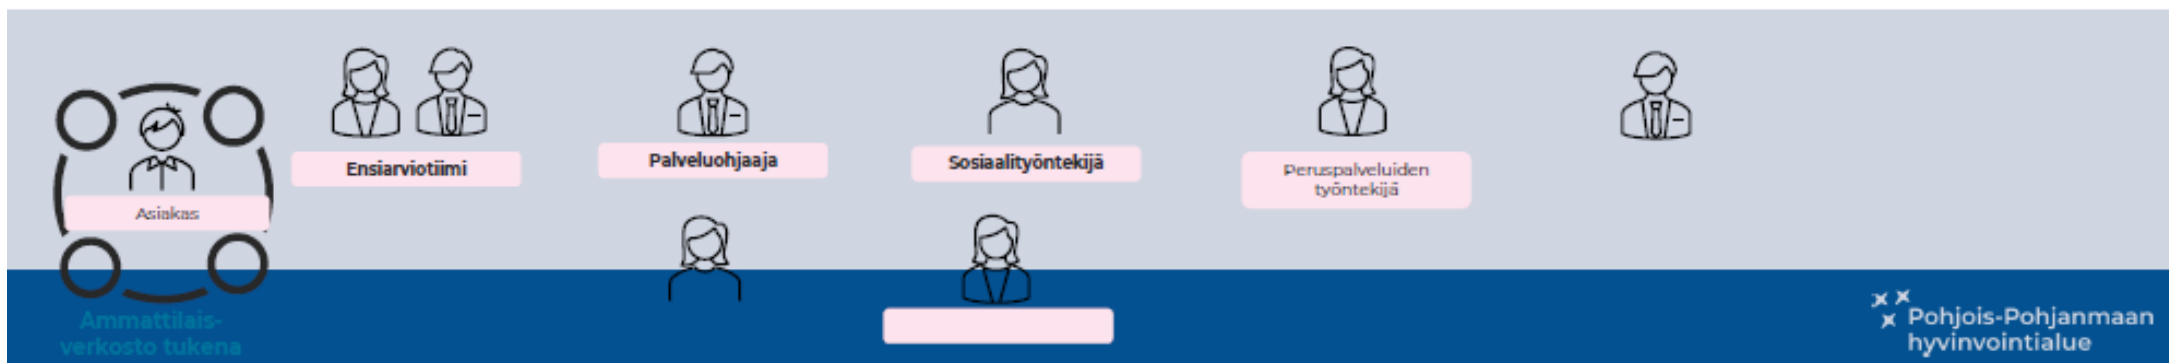 Ensiarviotiimi
Palveluohjaaja
Sosiaalityöntekijä
Peruspalveluiden
työntekijä
Asiakas
Ammattilais-
verkosto tukena
Pohjois-Pohjanmaan
hyvinvointialue